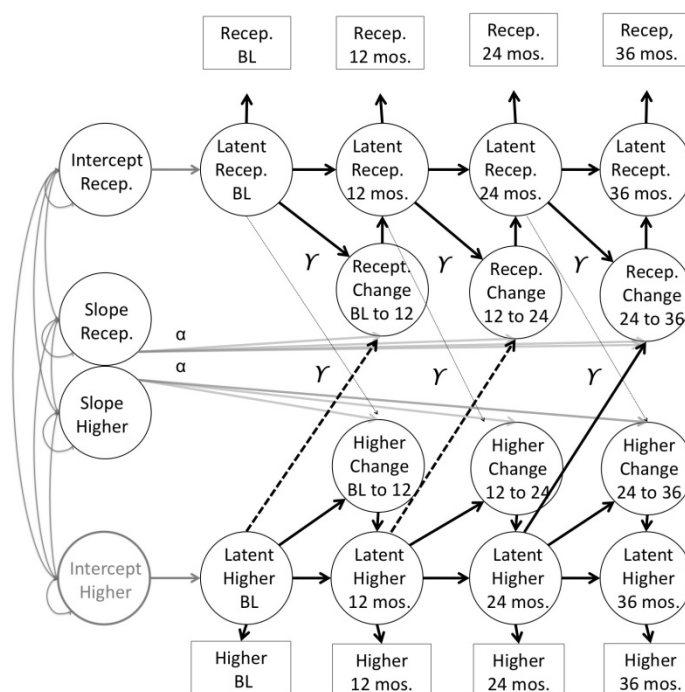 Recep.
BL
Recep.
12 mos.
Recep.
24 mos.
Recep,
36 mos.
Intercept
Recep.
Latent
Recep.
BL
Latent
Recep.
12 mos.
Latent
Recep.
24 mos.
Latent
Recept.
36 mos.
ϒ
ϒ
ϒ
Recept.
Change
BL to 12
Recep.
Change
12 to 24
Recep.
Change
24 to 36
Slope
Recep.
α
α
ϒ
ϒ
ϒ
Slope
Higher
Higher
Change
BL to 12
Higher
Change
12 to 24
Higher
Change
24 to 36
Intercept
Higher
Latent
Higher
BL
Latent
Higher
12 mos.
Latent
Higher
24 mos.
Latent
Higher
36 mos.
Higher
BL
Higher
12 mos.
Higher
24 mos.
Higher
36 mos.